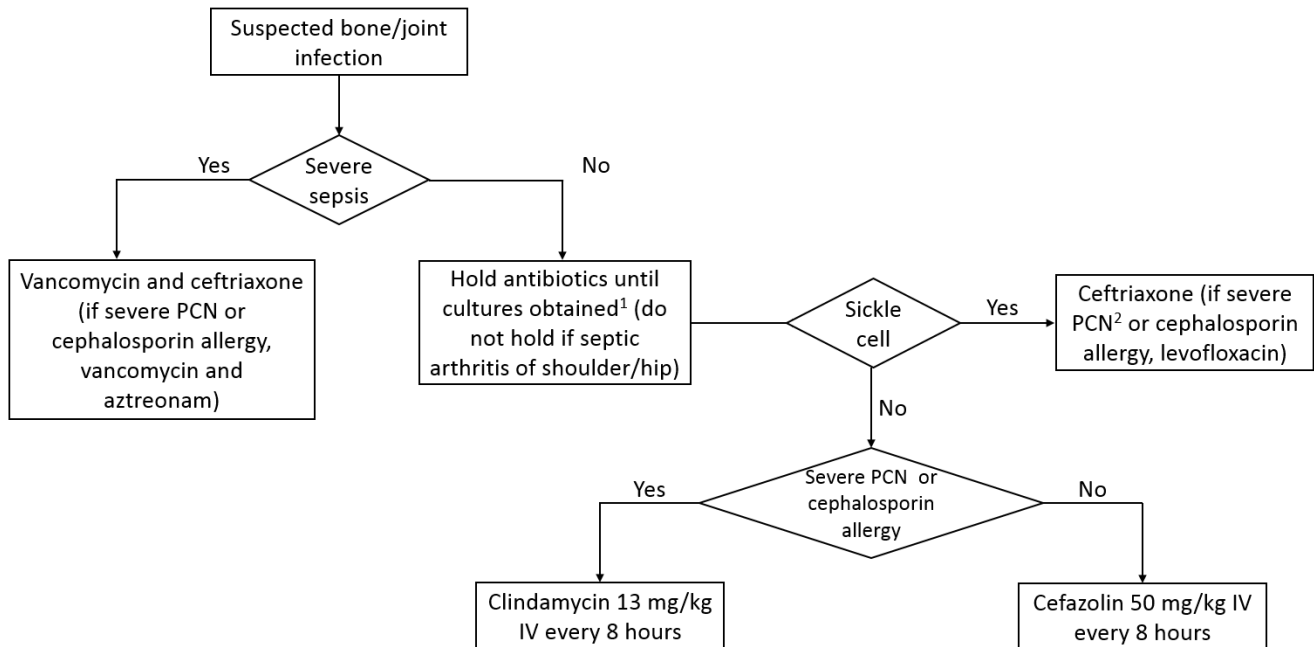 Suspected bone/joint
infection
Yes
Severe
sepsis
No
Vancomycin and ceftriaxone
(if severe PCN or
cephalosporin allergy,
vancomycin and
aztreonam)
Hold antibiotics until
cultures obtained¹ (do
not hold if septic
arthritis of shoulder/hip)
Sickle
cell
Yes
Ceftriaxone (if severe
PCN² or cephalosporin
allergy, levofloxacin)
No
Yes
Severe PCN or
cephalosporin
allergy
No
Clindamycin 13 mg/kg
IV every 8 hours
Cefazolin 50 mg/kg IV
every 8 hours